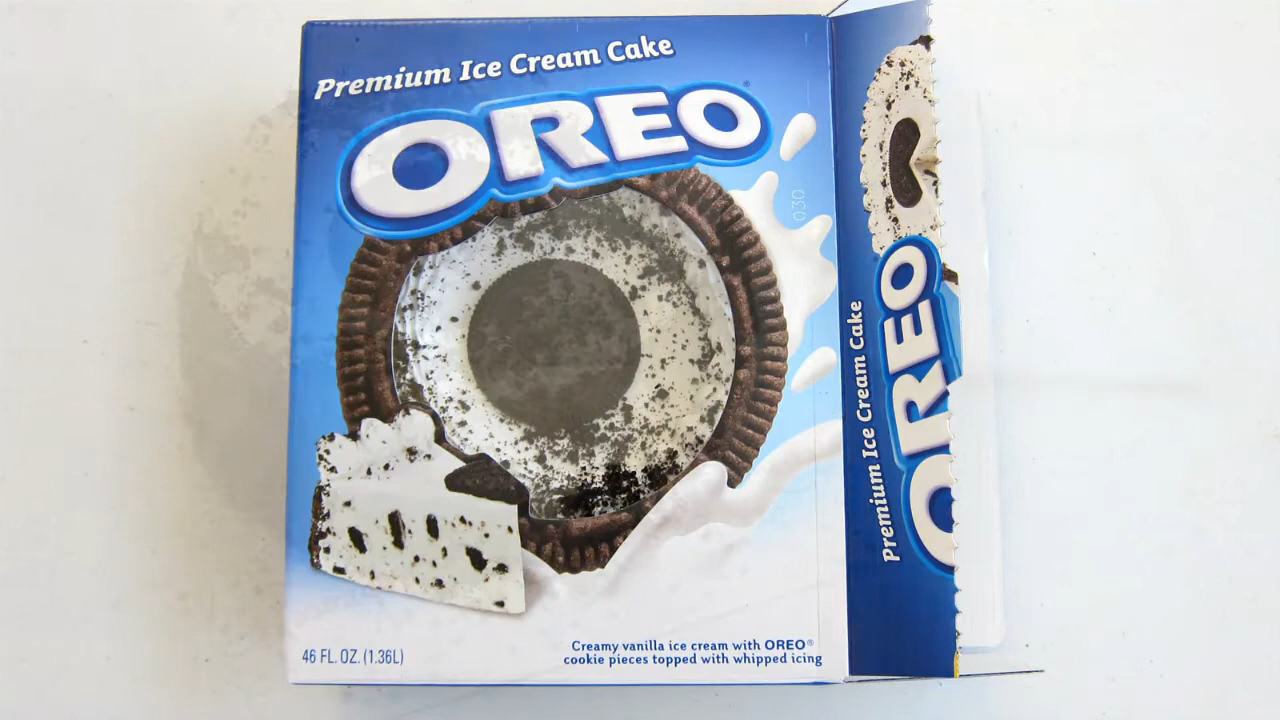 Premium Ice Cream Cake
OREO®
030
46 FL. OZ. (1.36L)
Creamy vanilla ice cream with OREO®
cookie pieces topped with whipped icing
Premium Ice Cream Cake
OREO